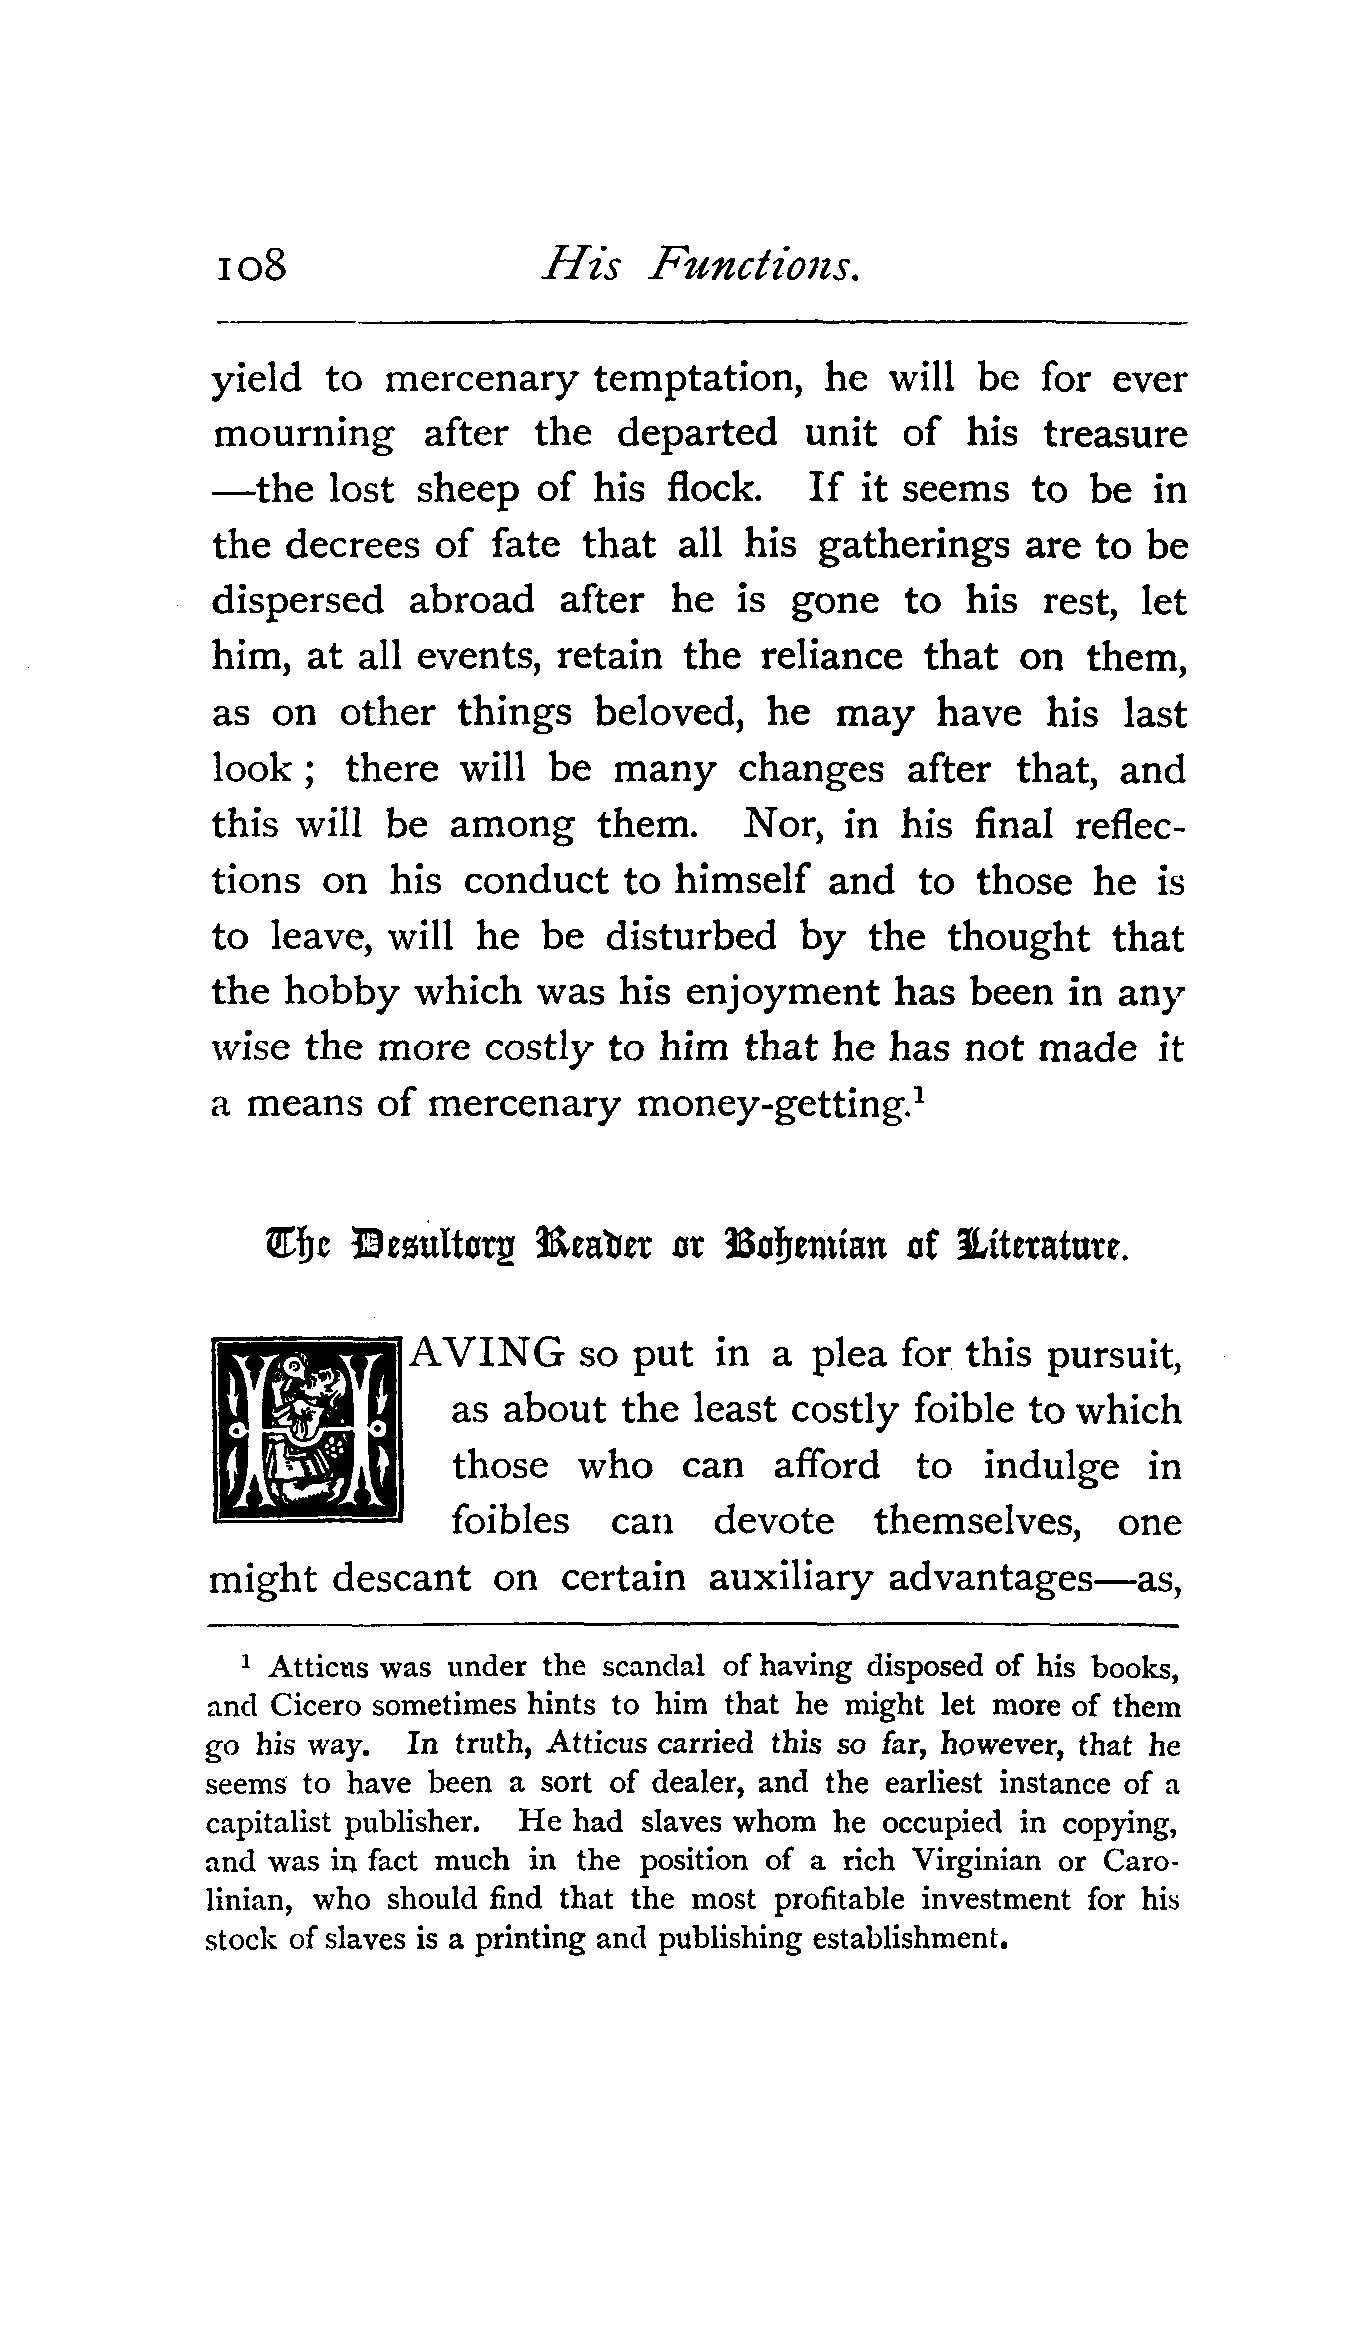 108 His Functions.
yield to mercenary temptation, he will be for ever
mourning after the departed unit of his treasure
—the lost sheep of his flock. If it seems to be in
the decrees of fate that all his gatherings are to be
dispersed abroad after he is gone to his rest, let
him, at all events, retain the reliance that on them,
as on other things beloved, he may have his last
look ; there will be many changes after that, and
this will be among them. Nor, in his final reflec-
tions on his conduct to himself and to those he is
to leave, will he be disturbed by the thought that
the hobby which was his enjoyment has been in any
wise the more costly to him that he has not made it
a means of mercenary money-getting.¹
The Desultory Reader or Bohemian of Literature.
HAVING so put in a plea for this pursuit,
as about the least costly foible to which
those who can afford to indulge in
foibles can devote themselves, one
might descant on certain auxiliary advantages—as,
¹ Atticus was under the scandal of having disposed of his books,
and Cicero sometimes hints to him that he might let more of them
go his way. In truth, Atticus carried this so far, however, that he
seems to have been a sort of dealer, and the earliest instance of a
capitalist publisher. He had slaves whom he occupied in copying,
and was in fact much in the position of a rich Virginian or Caro-
linian, who should find that the most profitable investment for his
stock of slaves is a printing and publishing establishment.